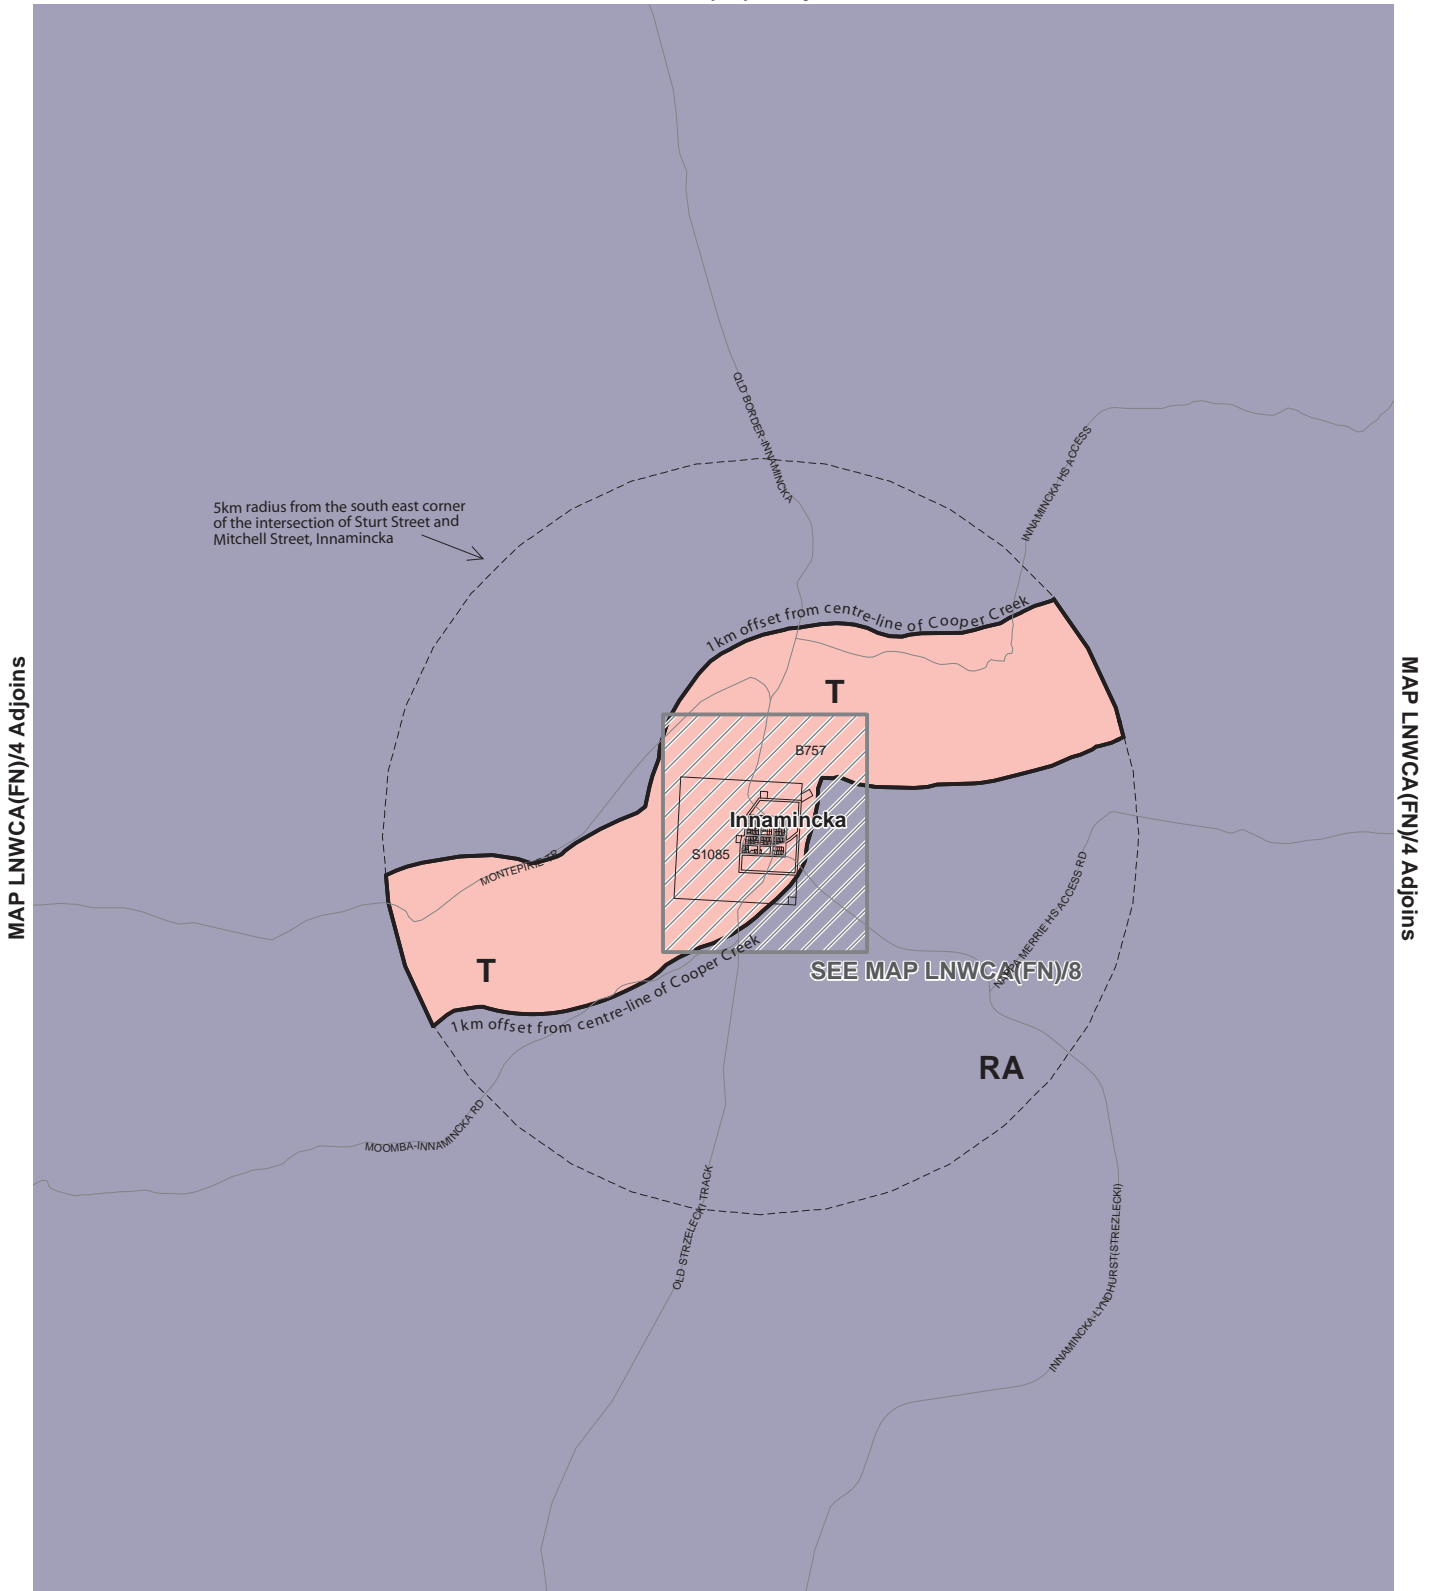 QLD BORDER-INNAMINCKA
INNAMINCKA HS ACCESS
5km radius from the south east corner
of the intersection of Sturt Street and
Mitchell Street, Innamincka
1km offset from centre-line of Cooper Creek
MAP LNWCA(FN)/4 Adjoins
MAP LNWCA(FN)/4 Adjoins
T
B757
Innamincka
S1085
MONTEPIRIE TR
NAPPA MERRIE HS ACCESS RD
T
SEE MAP LNWCA(FN)/8
1km offset from centre-line of Cooper Creek
RA
MOOMBA-INNAMINCKA RD
OLD STRZELECKI TRACK
INNAMINCKA-LYNDHURST(STREZLECKI)